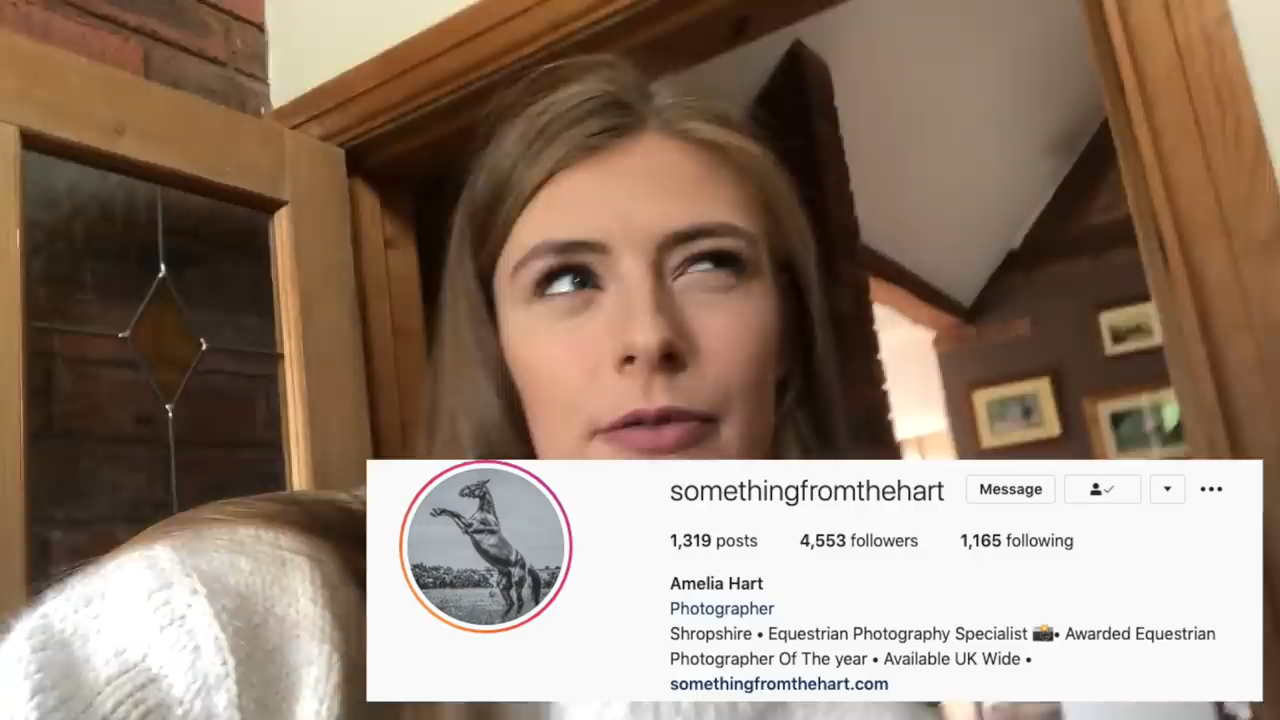 somethingfromthehart Message
1,319 posts 4,553 followers 1,165 following
Amelia Hart
Photographer
Shropshire • Equestrian Photography Specialist 📸• Awarded Equestrian
Photographer Of The year • Available UK Wide •
somethingfromthehart.com